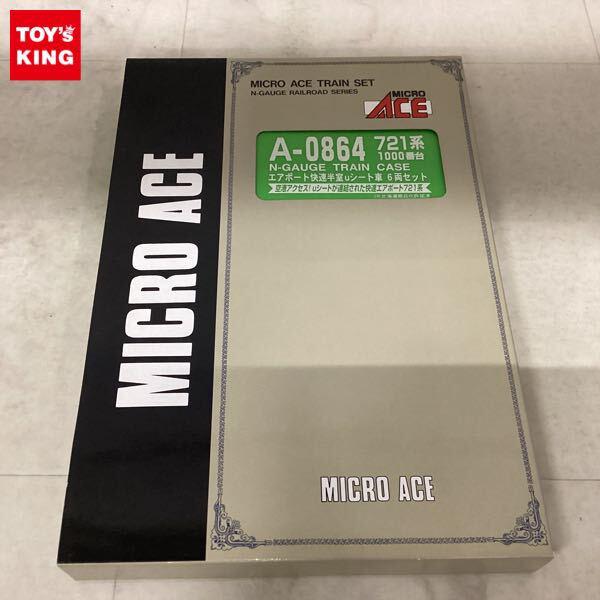 TOY'S
KING
MICRO ACE
MICRO ACE TRAIN SET
N-GAUGE RAILROAD SERIES
MICRO
ACE
A-0864 721系
1000番台
N-GAUGE TRAIN CASE
エアポート快速半室uシート車 6両セット
空港アクセス!uシートが連結された快速エアポート721系
MICRO ACE